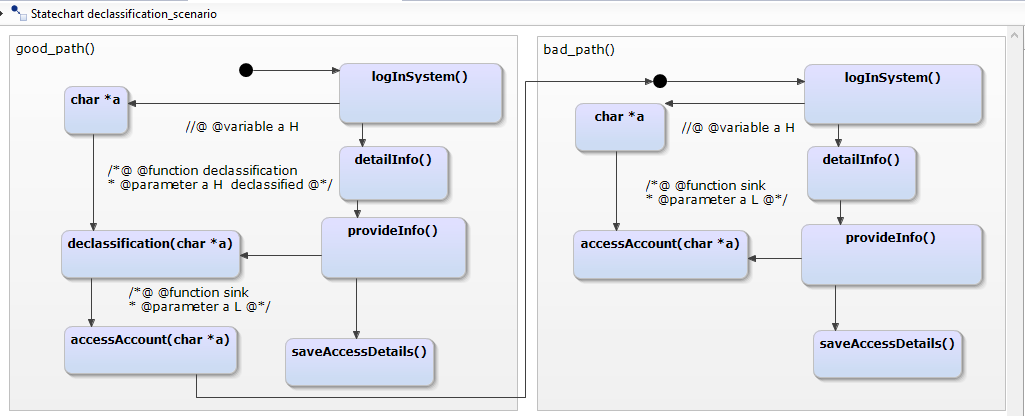 Statechart declassification_scenario
good_path()
logInSystem()
char *a
//@ @variable a H
detailInfo()
/*@ @function declassification
* @parameter a H  declassified @*/
provideInfo()
declassification(char *a)
/*@ @function sink
* @parameter a L @*/
accessAccount(char *a)
saveAccessDetails()
bad_path()
logInSystem()
char *a
//@ @variable a H
detailInfo()
/*@ @function sink
* @parameter a L @*/
provideInfo()
accessAccount(char *a)
saveAccessDetails()